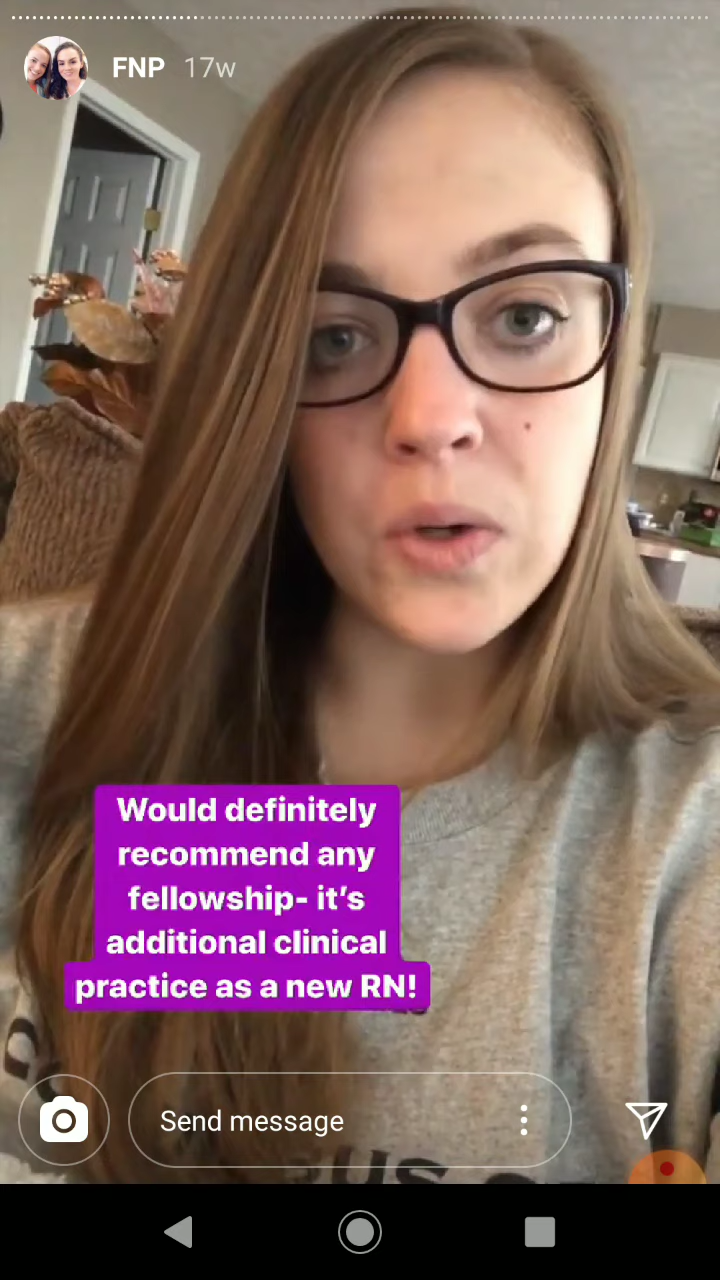 FNP 17w
Would definitely
recommend any
fellowship- it's
additional clinical
practice as a new RN!
Send message